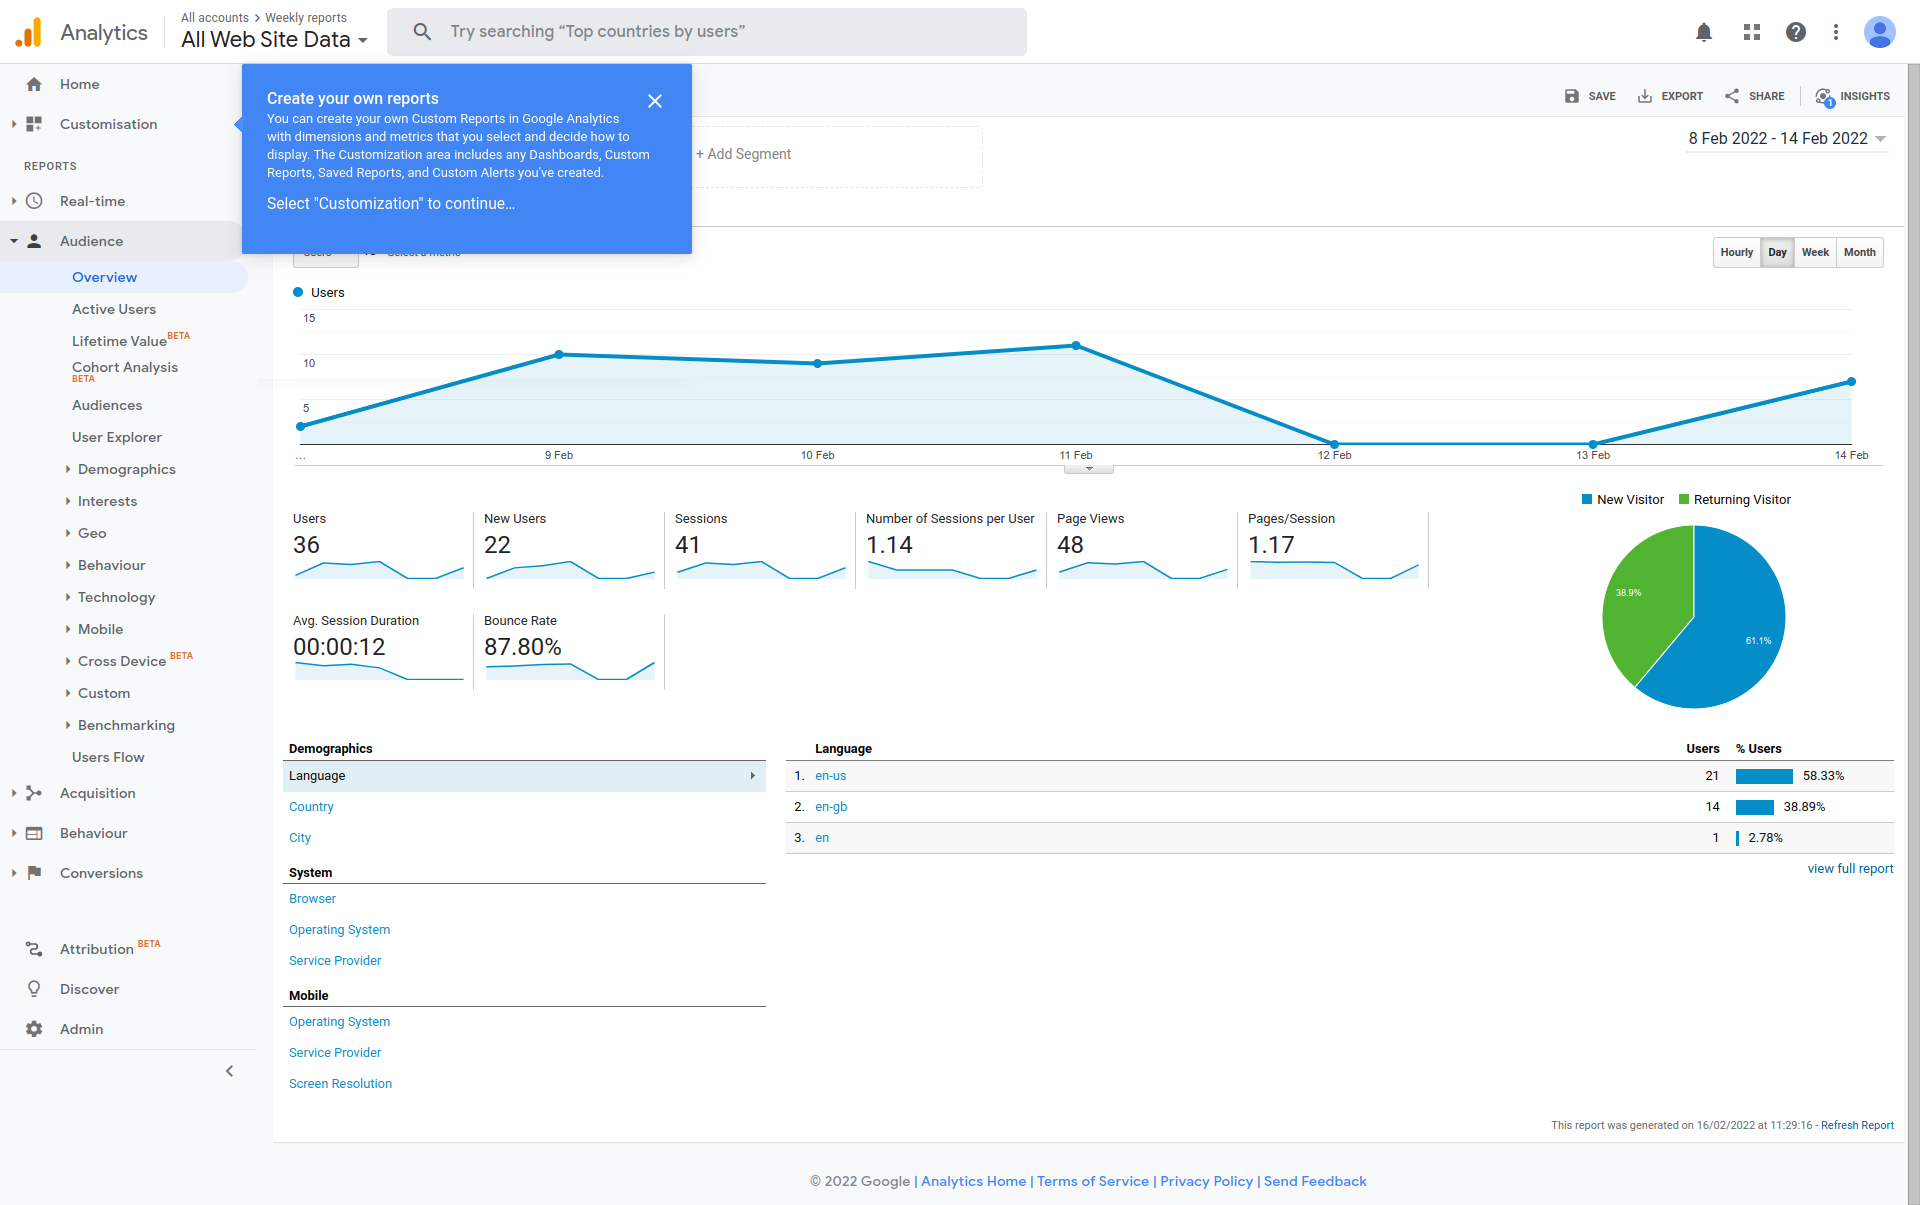 Analytics
All accounts > Weekly reports
All Web Site Data
Try searching “Top countries by users”
Home
Customisation
REPORTS
Real-time
Audience
Overview
Active Users
Lifetime Value BETA
Cohort Analysis
BETA
Audiences
User Explorer
Demographics
Interests
Geo
Behaviour
Technology
Mobile
Cross Device BETA
Custom
Benchmarking
Users Flow
Acquisition
Behaviour
Conversions
Attribution BETA
Discover
Admin
Create your own reports
You can create your own Custom Reports in Google Analytics
with dimensions and metrics that you select and decide how to
display. The Customization area includes any Dashboards, Custom
Reports, Saved Reports, and Custom Alerts you've created.
Select "Customization" to continue...
SAVE EXPORT SHARE 1 INSIGHTS
+ Add Segment
8 Feb 2022 - 14 Feb 2022
Select a metric
Hourly Day Week Month
Users
15
10
5
... 9 Feb 10 Feb 11 Feb 12 Feb 13 Feb 14 Feb
New Visitor Returning Visitor
38.9%
61.1%
Users
36
New Users
22
Sessions
41
Number of Sessions per User
1.14
Page Views
48
Pages/Session
1.17
Avg. Session Duration
00:00:12
Bounce Rate
87.80%
Demographics
Language
Country
City
System
Browser
Operating System
Service Provider
Mobile
Operating System
Service Provider
Screen Resolution
Language Users % Users
1. en-us 21 58.33%
2. en-gb 14 38.89%
3. en 1 2.78%
view full report
This report was generated on 16/02/2022 at 11:29:16 - Refresh Report
© 2022 Google | Analytics Home | Terms of Service | Privacy Policy | Send Feedback